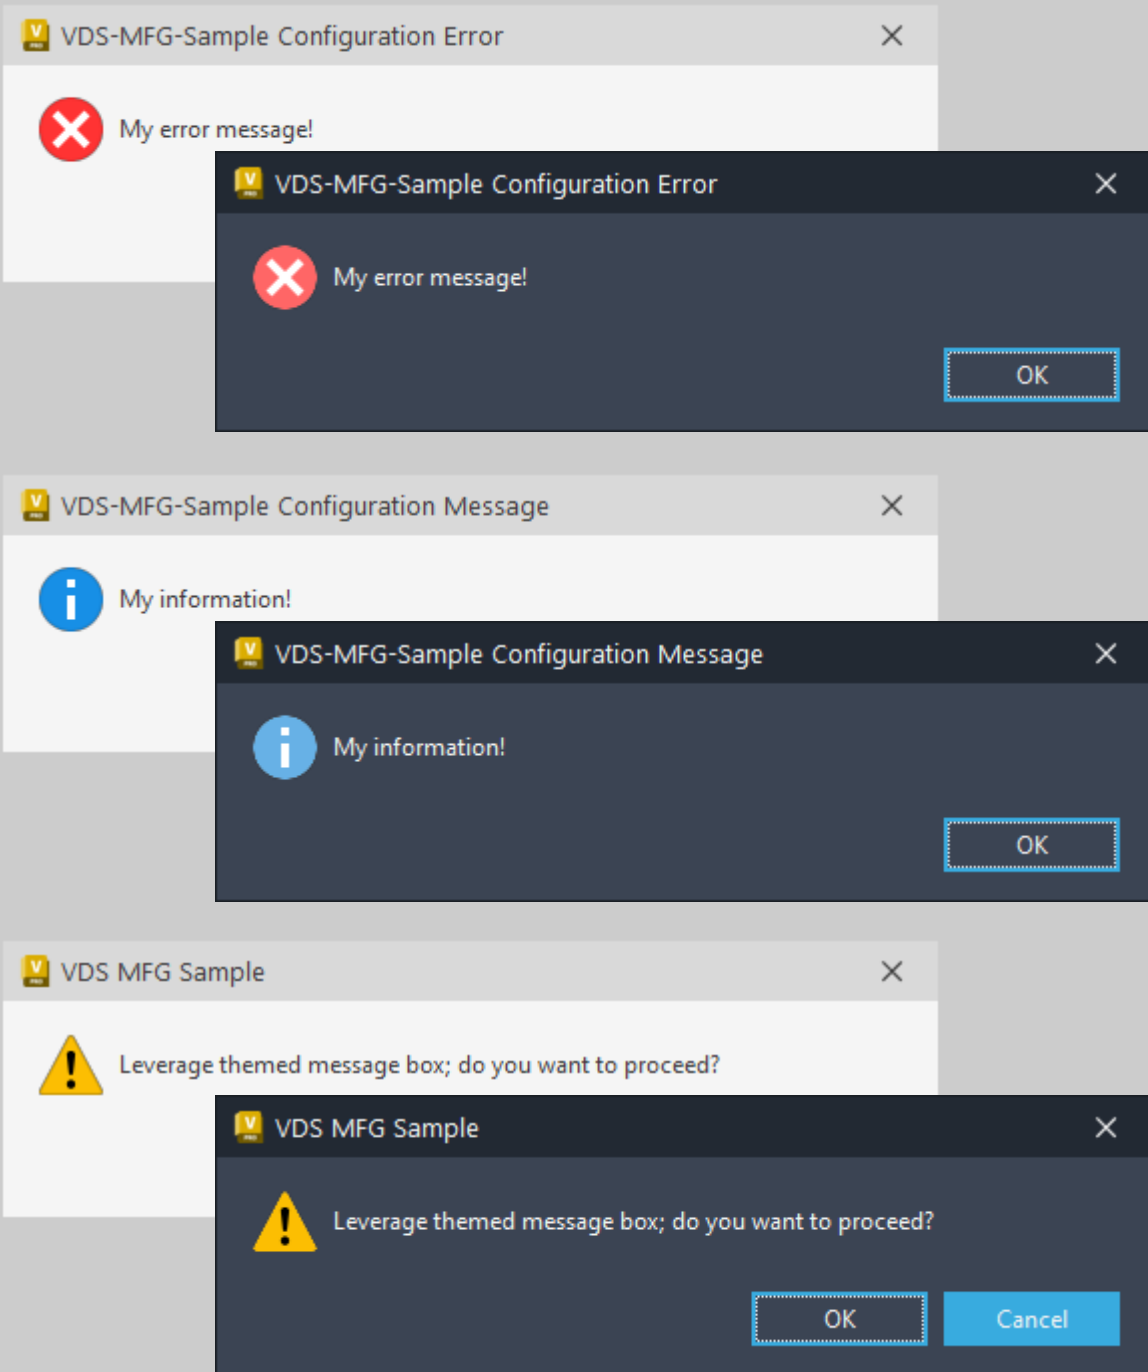 VDS-MFG-Sample Configuration Error
My error message!
VDS-MFG-Sample Configuration Error
My error message!
OK
VDS-MFG-Sample Configuration Message
My information!
VDS-MFG-Sample Configuration Message
My information!
OK
VDS MFG Sample
Leverage themed message box; do you want to proceed?
VDS MFG Sample
Leverage themed message box; do you want to proceed?
OK Cancel